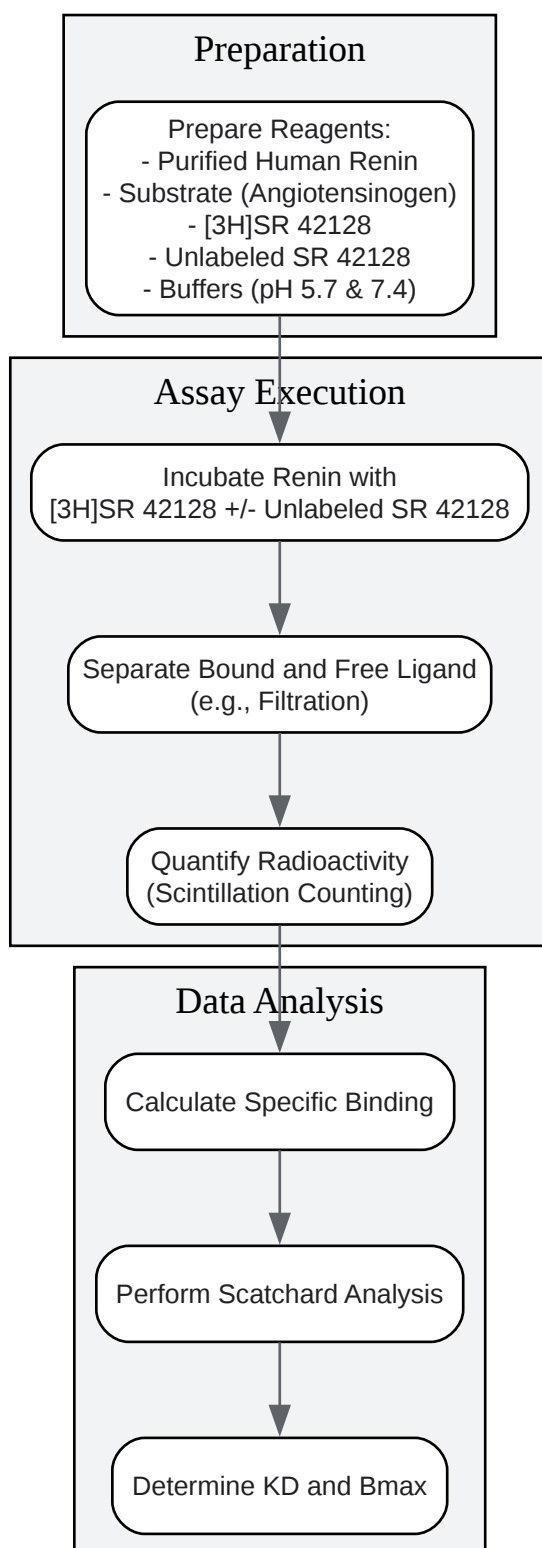 Preparation
Prepare Reagents:
- Purified Human Renin
- Substrate (Angiotensinogen)
- [3H]SR 42128
- Unlabeled SR 42128
- Buffers (pH 5.7 & 7.4)
Assay Execution
Incubate Renin with
[3H]SR 42128 +/- Unlabeled SR 42128
Separate Bound and Free Ligand
(e.g., Filtration)
Quantify Radioactivity
(Scintillation Counting)
Data Analysis
Calculate Specific Binding
Perform Scatchard Analysis
Determine KD and Bmax